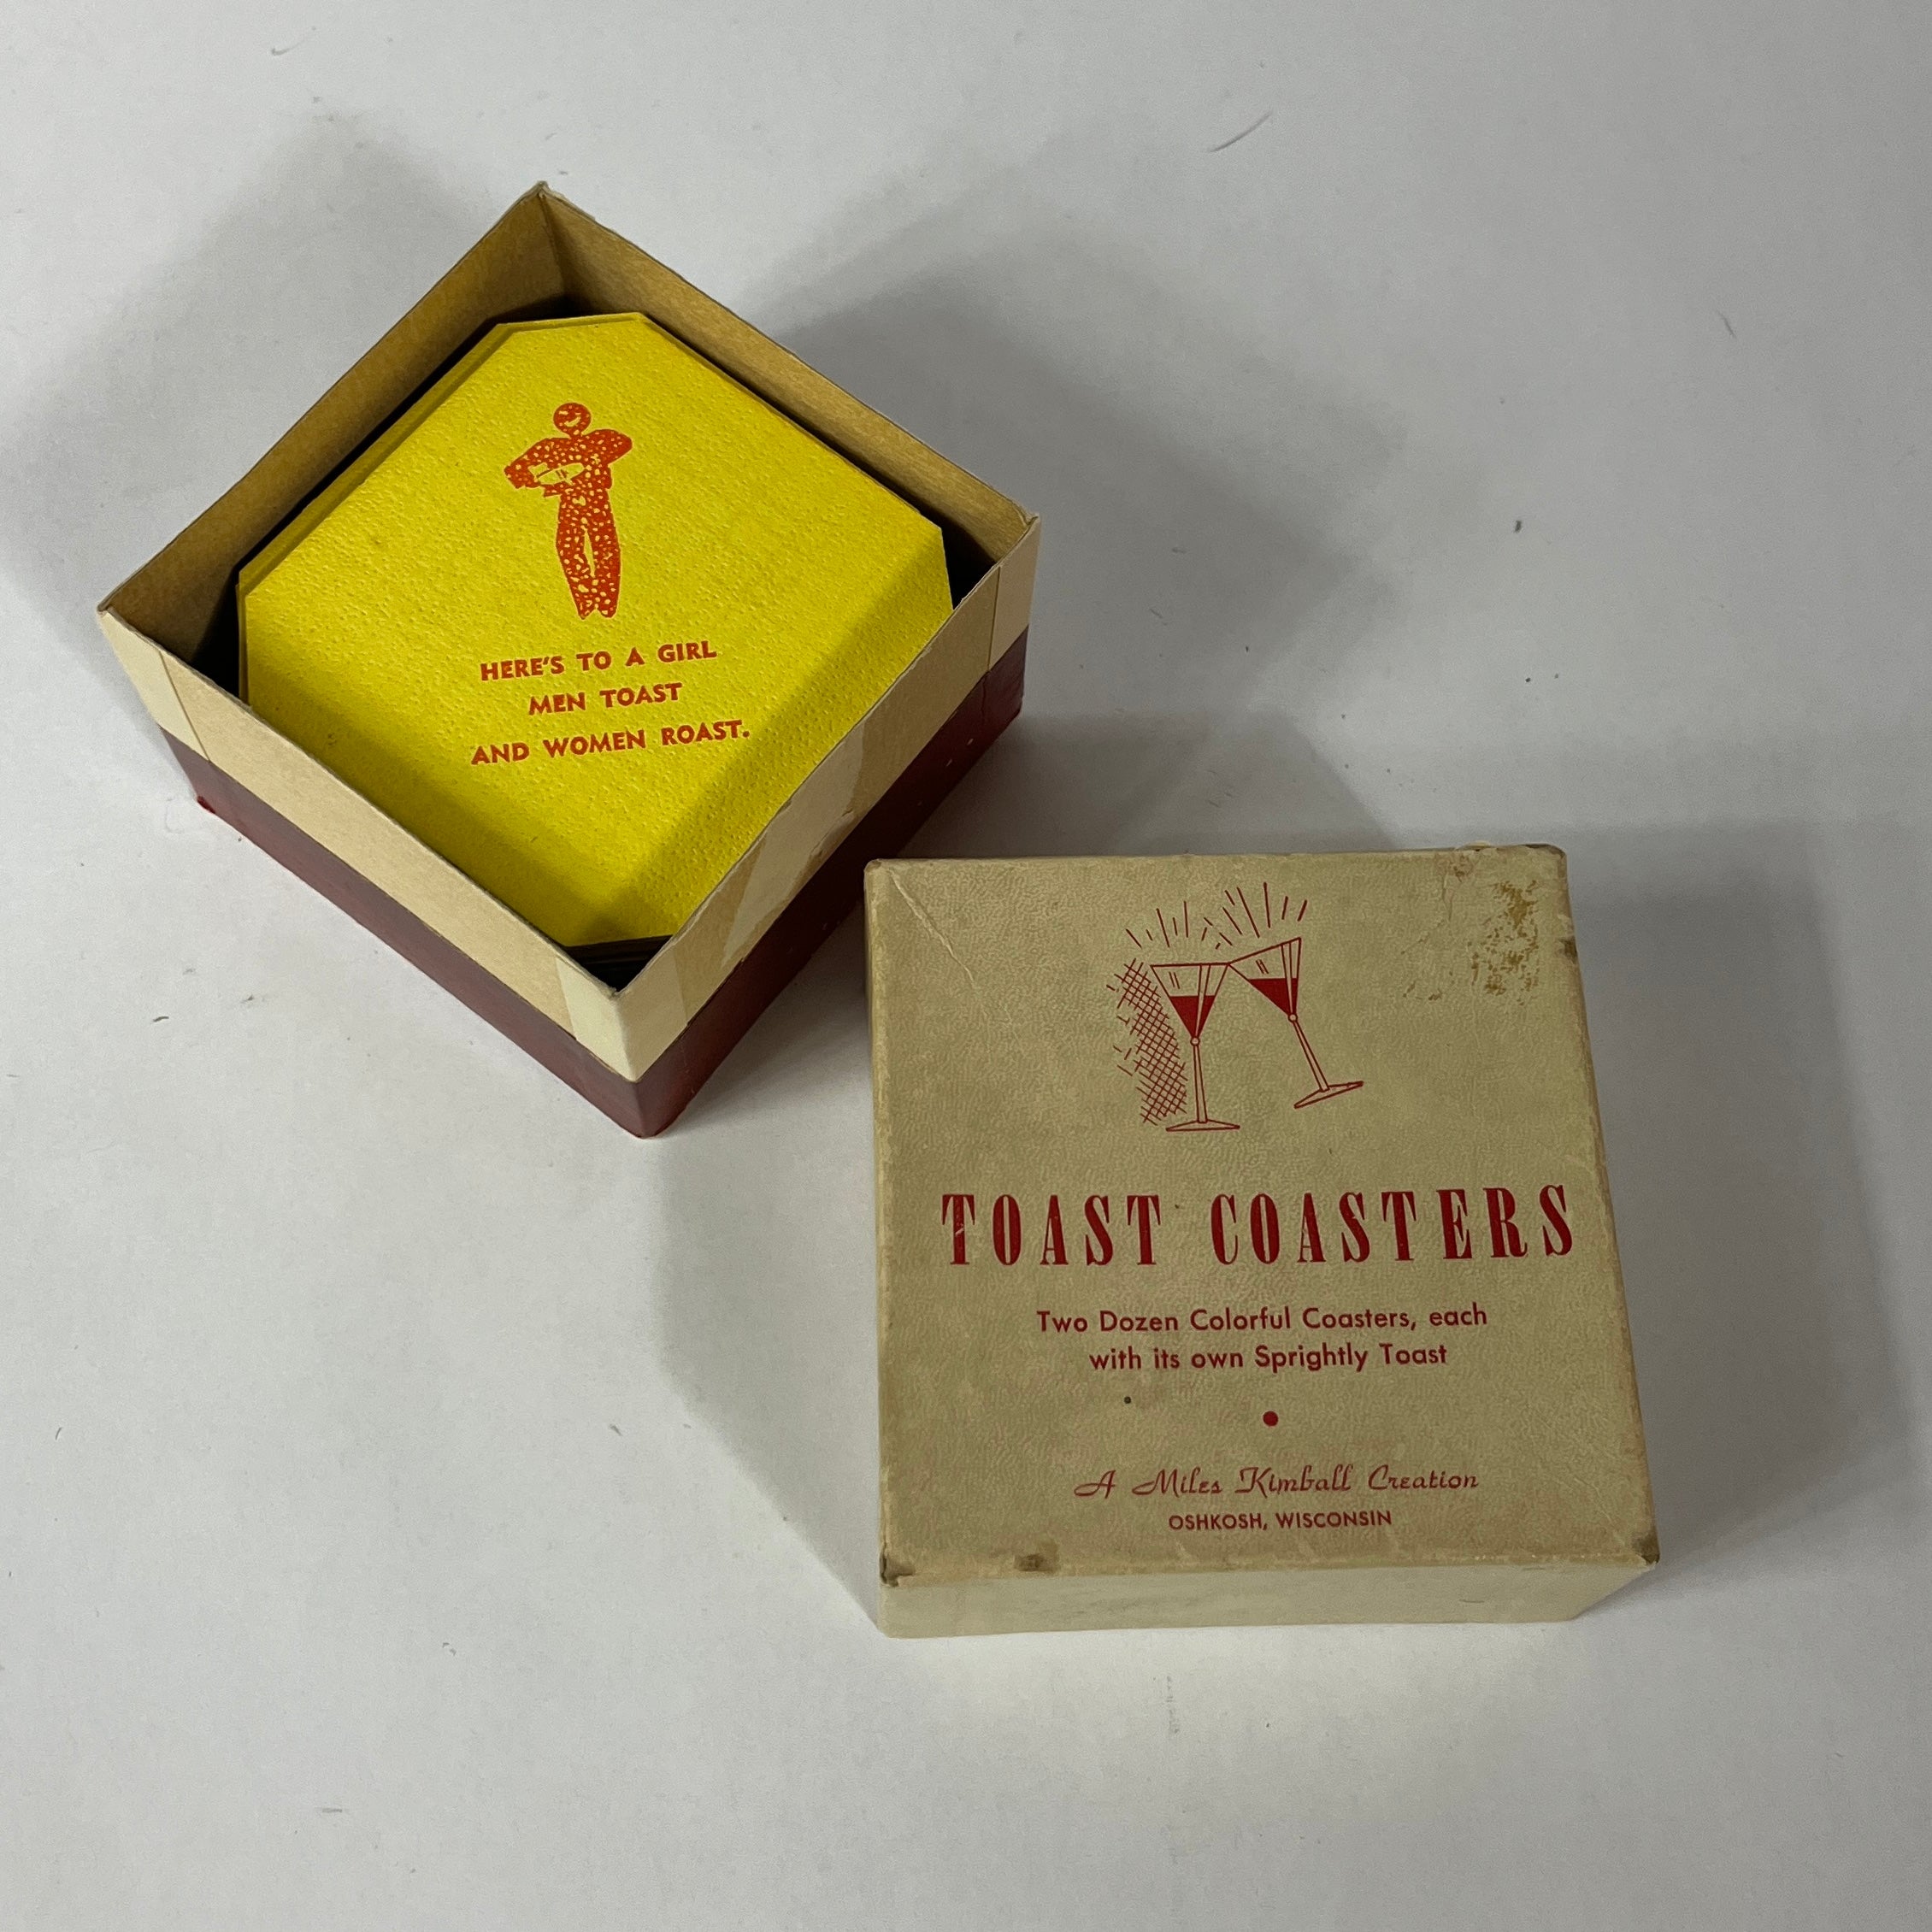 HERE'S TO A GIRL
MEN TOAST
AND WOMEN ROAST.
TOAST COASTERS
Two Dozen Colorful Coasters, each
with its own Sprightly Toast
A Miles Kimball Creation
OSHKOSH, WISCONSIN